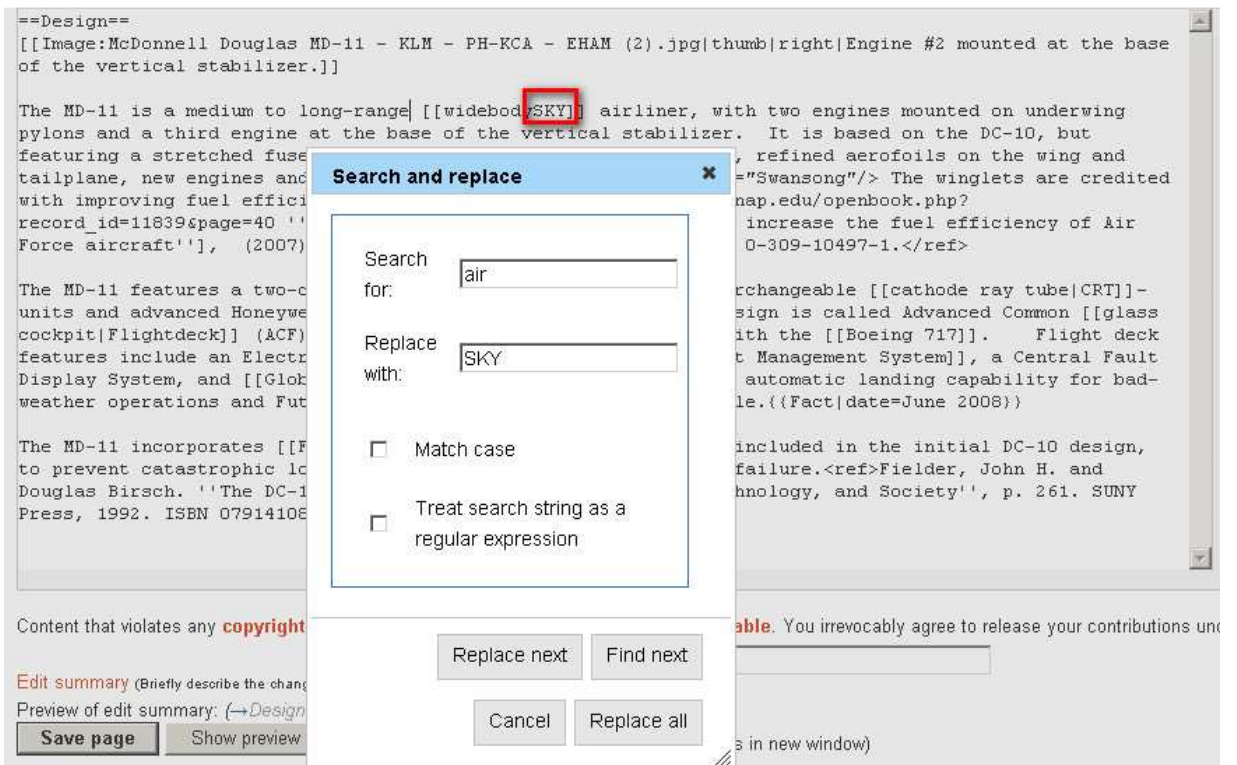 ==Design==
[[Image:McDonnell Douglas MD-11 - KLM - PH-KCA - EHAM (2).jpg|thumb|right|Engine #2 mounted at the base
of the vertical stabilizer.]]
The MD-11 is a medium to long-range [[widebodySKY]] airliner, with two engines mounted on underwing
pylons and a third engine at the base of the vertical stabilizer.  It is based on the DC-10, but
featuring a stretched fuse , refined aerofoils on the wing and
tailplane, new engines and ="Swansong"/> The winglets are credited
with improving fuel effici nap.edu/openbook.php?
record_id=11839&page=40 '' increase the fuel efficiency of Air
Force aircraft''],  (2007) 0-309-10497-1.</ref>
The MD-11 features a two-c rchangeable [[cathode ray tube|CRT]]-
units and advanced Honeywe sign is called Advanced Common [[glass
cockpit|Flightdeck]] (ACF) ith the [[Boeing 717]].   Flight deck
features include an Electr t Management System]], a Central Fault
Display System, and [[Glob automatic landing capability for bad-
weather operations and Fut le.{{Fact|date=June 2008}}
The MD-11 incorporates [[F included in the initial DC-10 design,
to prevent catastrophic lo failure.<ref>Fielder, John H. and
Douglas Birsch. ''The DC-1 hnology, and Society'', p. 261. SUNY
Press, 1992. ISBN 07914108
Search and replace
Search for: air
Replace with: SKY
Match case
Treat search string as a
regular expression
Replace next Find next
Cancel Replace all
Content that violates any copyright able. You irrevocably agree to release your contributions und
Edit summary (Briefly describe the chang
Preview of edit summary: (→Design
Save page Show preview s in new window)